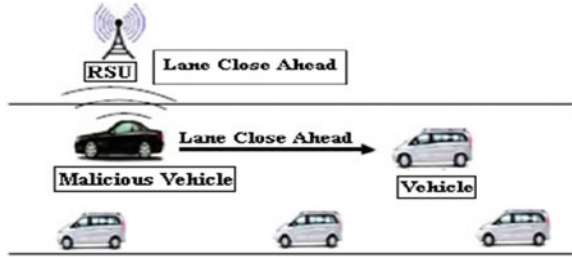 RSU
Lane Close Ahead
Lane Close Ahead
Malicious Vehicle
Vehicle